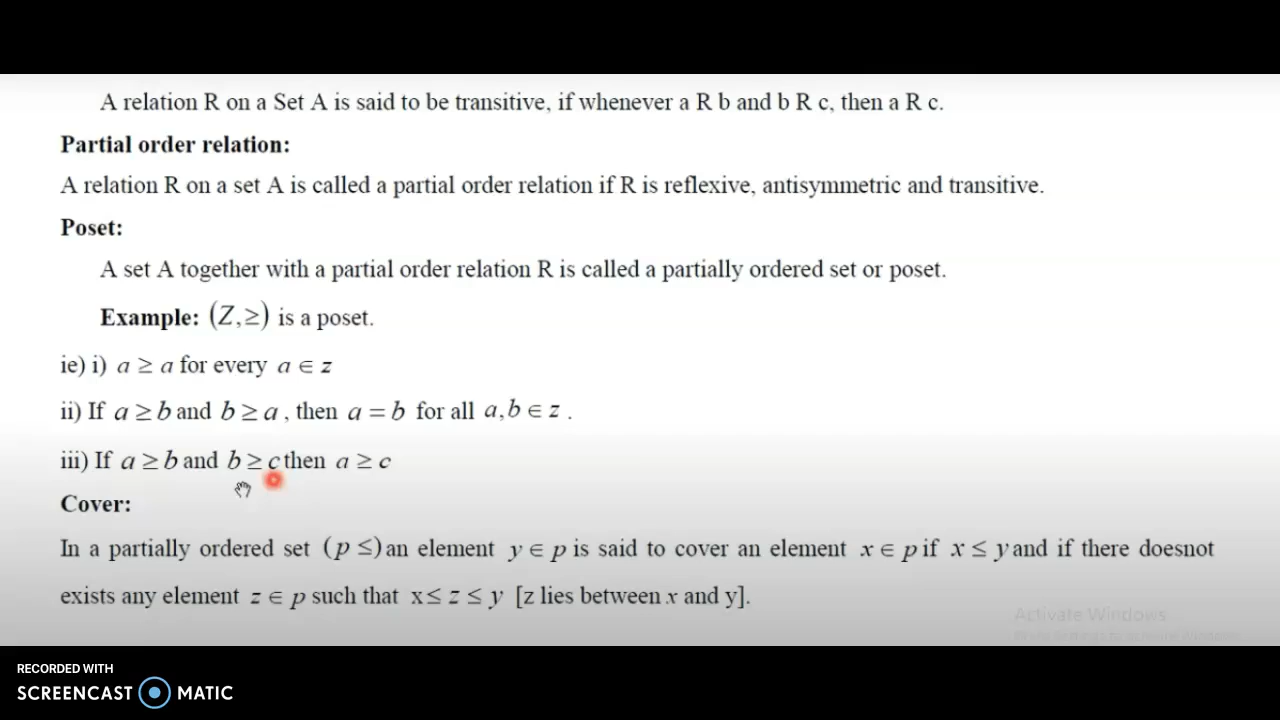 A relation R on a Set A is said to be transitive, if whenever a R b and b R c, then a R c.
Partial order relation:
A relation R on a set A is called a partial order relation if R is reflexive, antisymmetric and transitive.
Poset:
A set A together with a partial order relation R is called a partially ordered set or poset.
Example: (Z,≥) is a poset.
ie) i) a ≥ a for every a ∈ z
ii) If a ≥ b and b ≥ a , then a = b for all a,b ∈ z .
iii) If a ≥ b and b ≥ c then a ≥ c
Cover:
In a partially ordered set (p ≤) an element y ∈ p is said to cover an element x ∈ p if x ≤ y and if there doesnot
exists any element z ∈ p such that x ≤ z ≤ y [z lies between x and y].
Activate Windows
RECORDED WITH
SCREENCAST MATIC